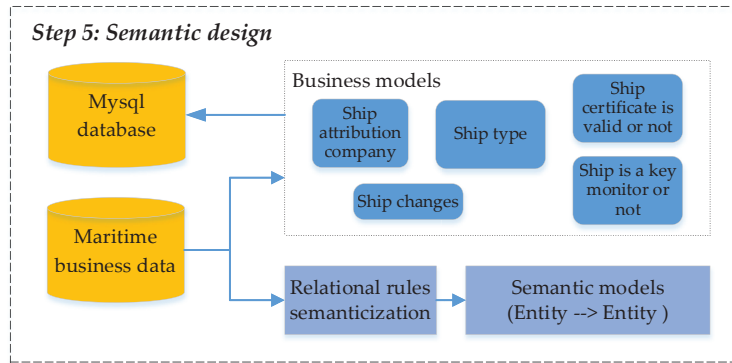 Step 5: Semantic design
Mysql
database
Business models
Ship
attribution
company
Ship type
Ship
certificate is
valid or not
Ship changes
Ship is a key
monitor or
not
Maritime
business data
Relational rules
semanticization
Semantic models
(Entity --> Entity )